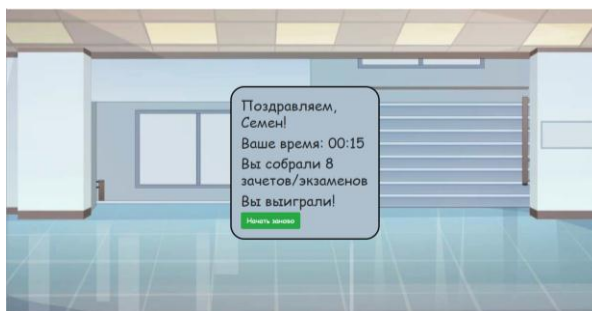 Поздравляем,
Семен!
Ваше время: 00:15
Вы собрали 8
зачетов/экзаменов
Вы выиграли!
Начать заново